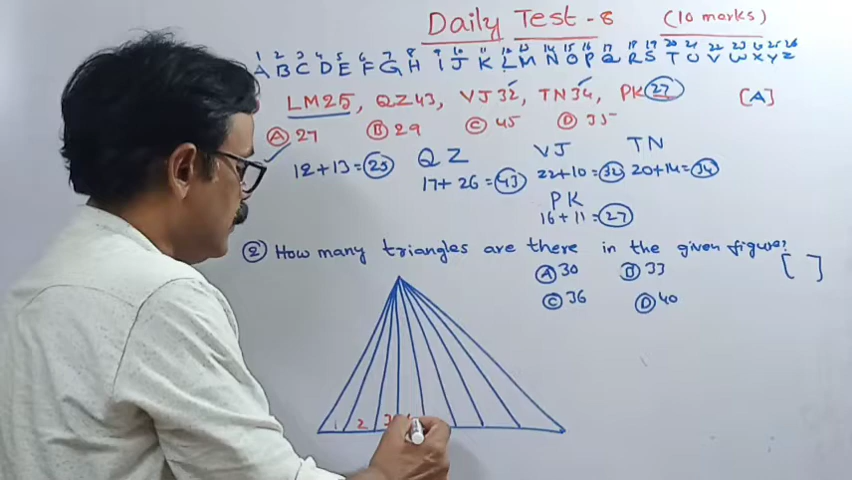 Daily Test - 8 (10 marks)
1 2 3 4 5 6 7 8 9 10 11 12 13 14 15 16 17 18 19 20 21 22 23 24 25 26
A B C D E F G H I J K L M N O P Q R S T U V W X Y Z
LM25, QZ43, VJ32, TN34, PK27 [A]
A 27 B 29 C 45 D 35
12+13=25 QZ VJ TN
17+26=43 22+10=32 20+14=34
PK
16+11=27
2 How many triangles are there in the given figure? [ ]
A 30 B 33
C 36 D 40
1 2 3